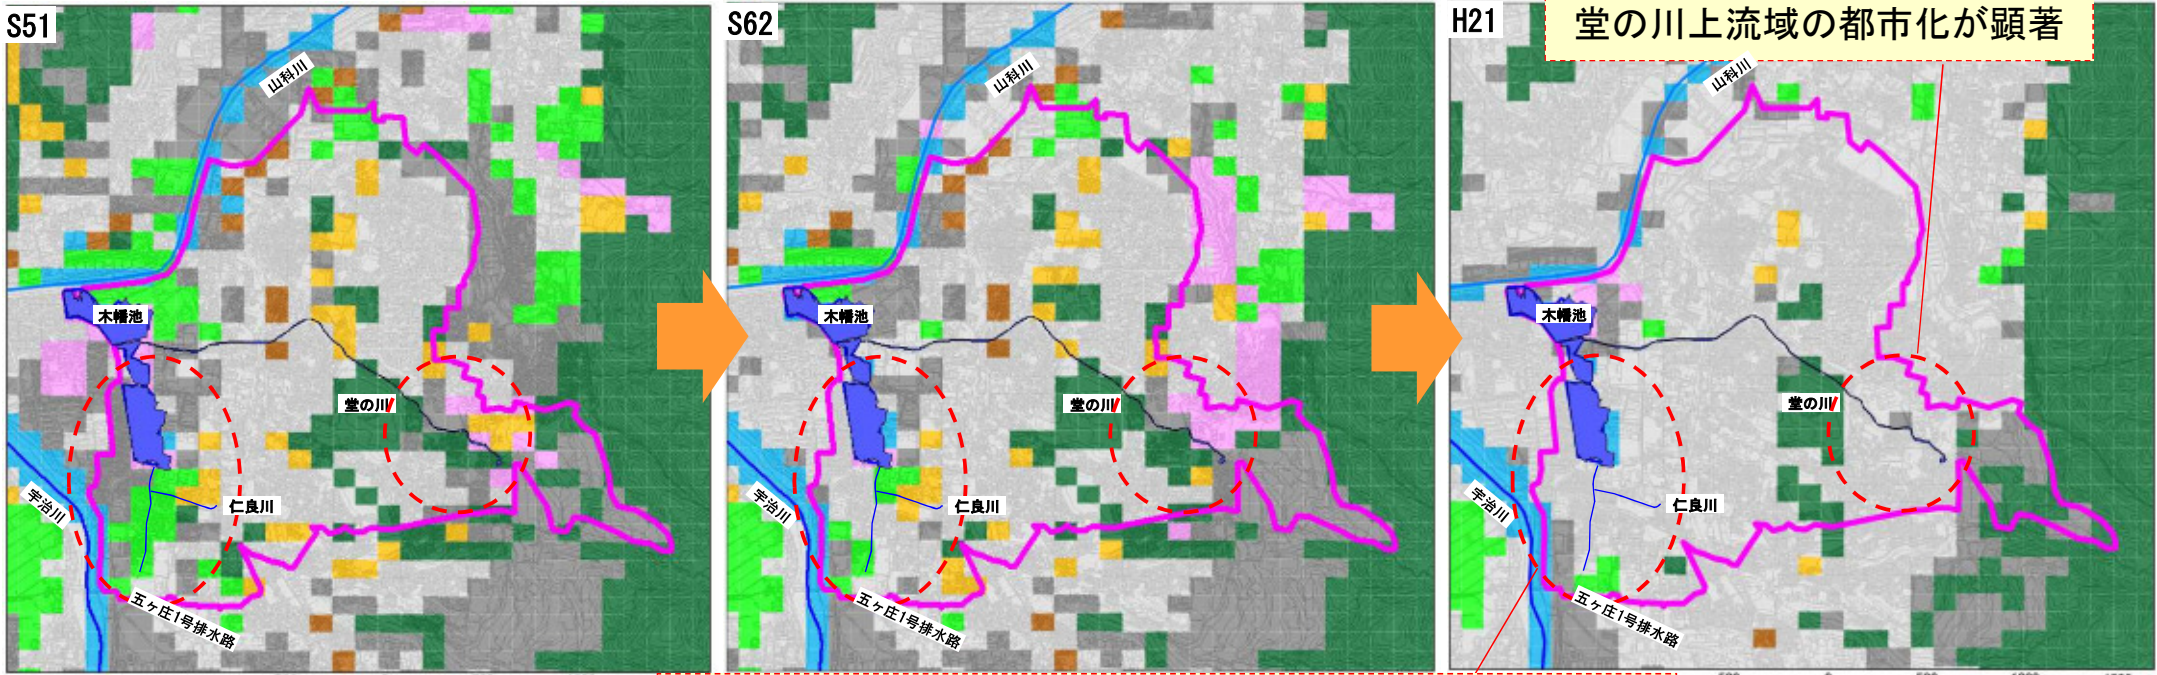 S51
山科川
木幡池
堂の川
宇治川
仁良川
五ヶ庄1号排水路
S62
山科川
木幡池
堂の川
宇治川
仁良川
五ヶ庄1号排水路
H21
堂の川上流域の都市化が顕著
山科川
木幡池
堂の川
宇治川
仁良川
五ヶ庄1号排水路